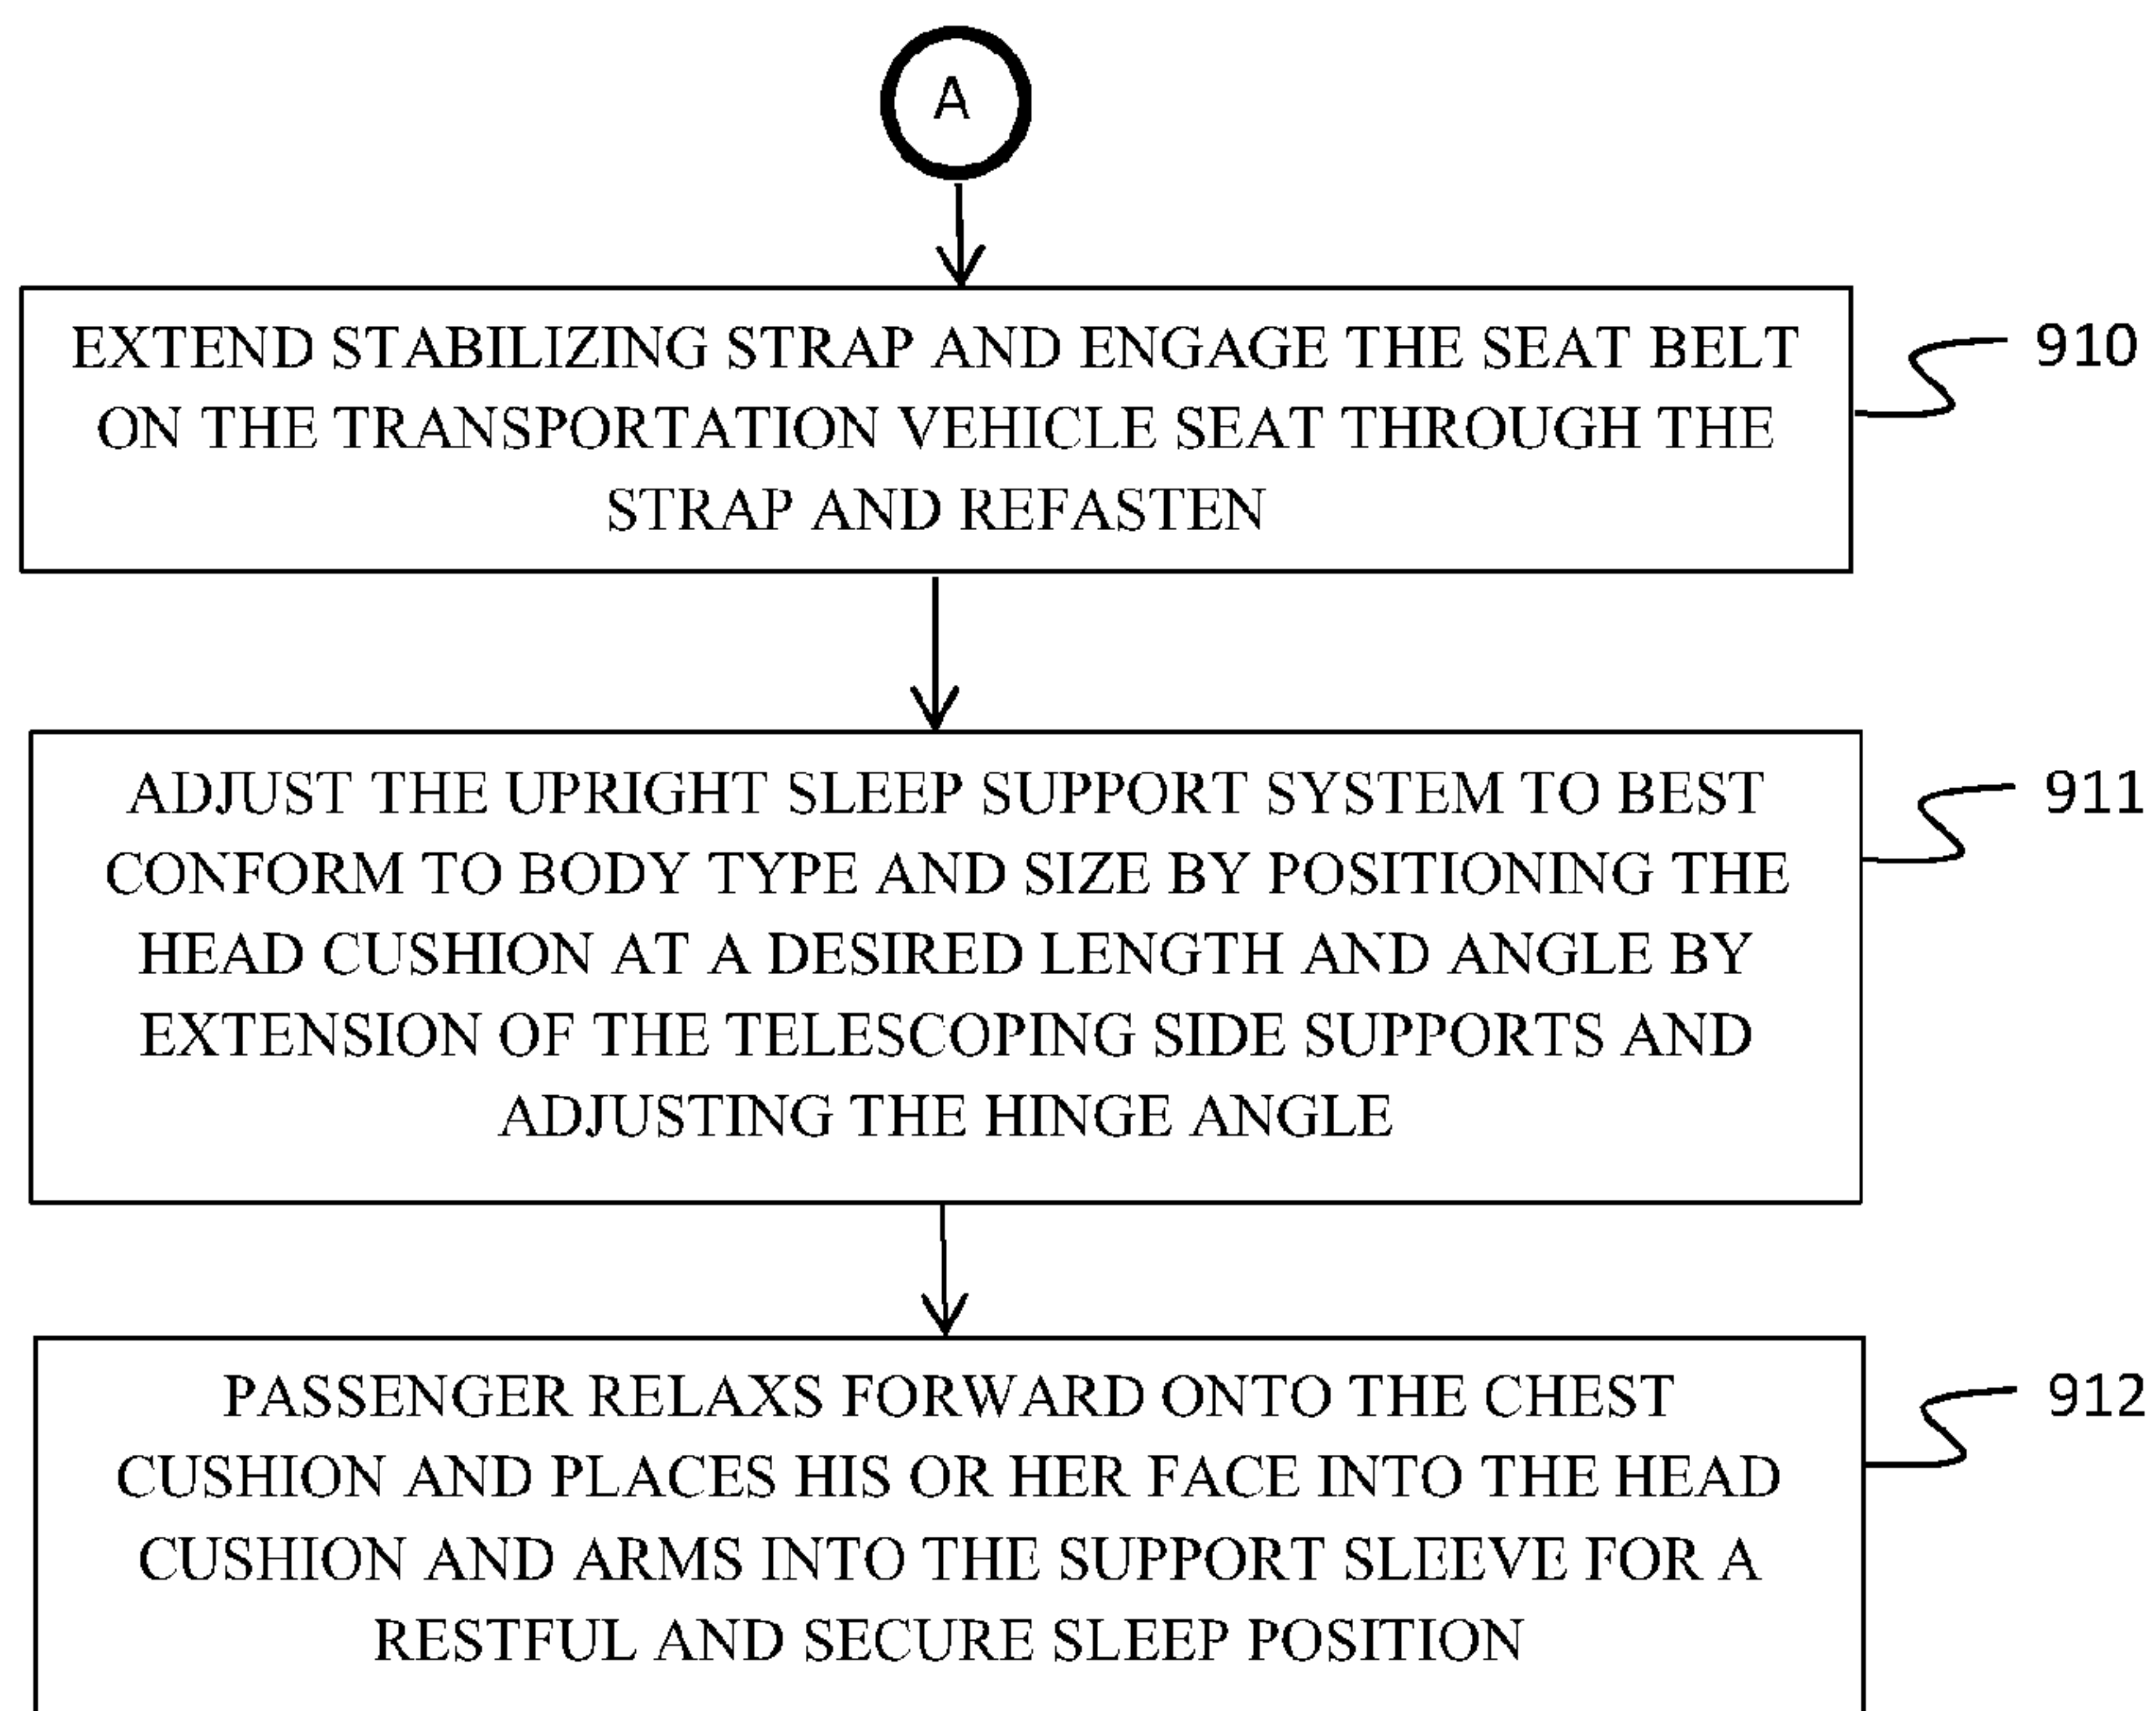 A
EXTEND STABILIZING STRAP AND ENGAGE THE SEAT BELT
ON THE TRANSPORTATION VEHICLE SEAT THROUGH THE
STRAP AND REFASTEN
910
ADJUST THE UPRIGHT SLEEP SUPPORT SYSTEM TO BEST
CONFORM TO BODY TYPE AND SIZE BY POSITIONING THE
HEAD CUSHION AT A DESIRED LENGTH AND ANGLE BY
EXTENSION OF THE TELESCOPING SIDE SUPPORTS AND
ADJUSTING THE HINGE ANGLE
911
PASSENGER RELAXS FORWARD ONTO THE CHEST
CUSHION AND PLACES HIS OR HER FACE INTO THE HEAD
CUSHION AND ARMS INTO THE SUPPORT SLEEVE FOR A
RESTFUL AND SECURE SLEEP POSITION
912